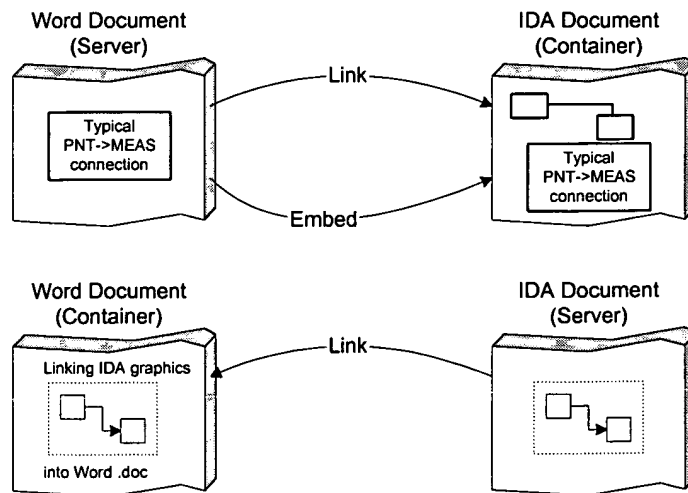 Word Document
(Server)
IDA Document
(Container)
Link
Typical
PNT->MEAS
connection
Typical
PNT->MEAS
connection
Embed
Word Document
(Container)
IDA Document
(Server)
Link
Linking IDA graphics
into Word .doc